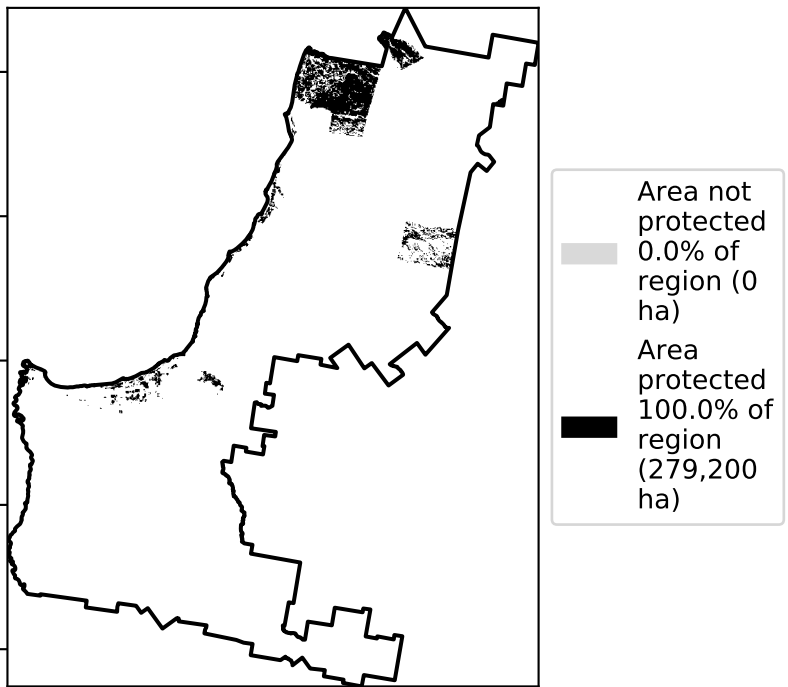 Area not
protected
0.0% of
region (0
ha)
Area
protected
100.0% of
region
(279,200
ha)